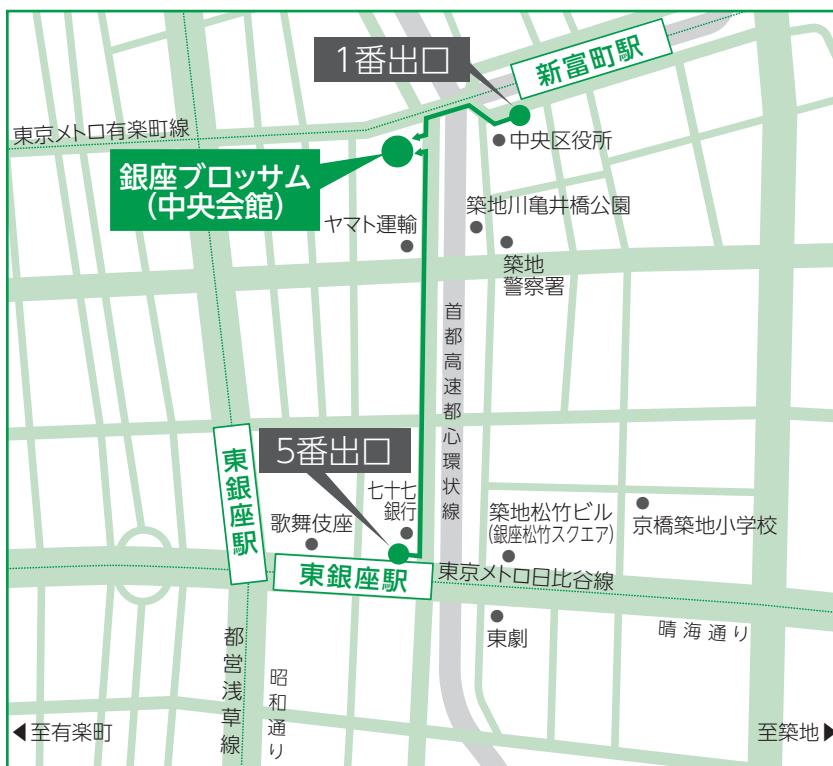 1番出口
新富町駅
東京メトロ有楽町線
中央区役所
銀座ブロッサム
(中央会館)
築地川亀井橋公園
ヤマト運輸
築地
警察署
首都高速都心環状線
東銀座駅
5番出口
七十七
銀行
歌舞伎座
築地松竹ビル
(銀座松竹スクエア)
京橋築地小学校
東銀座駅
東京メトロ日比谷線
東劇
晴海通り
都営浅草線
昭和通り
◀至有楽町
至築地▶